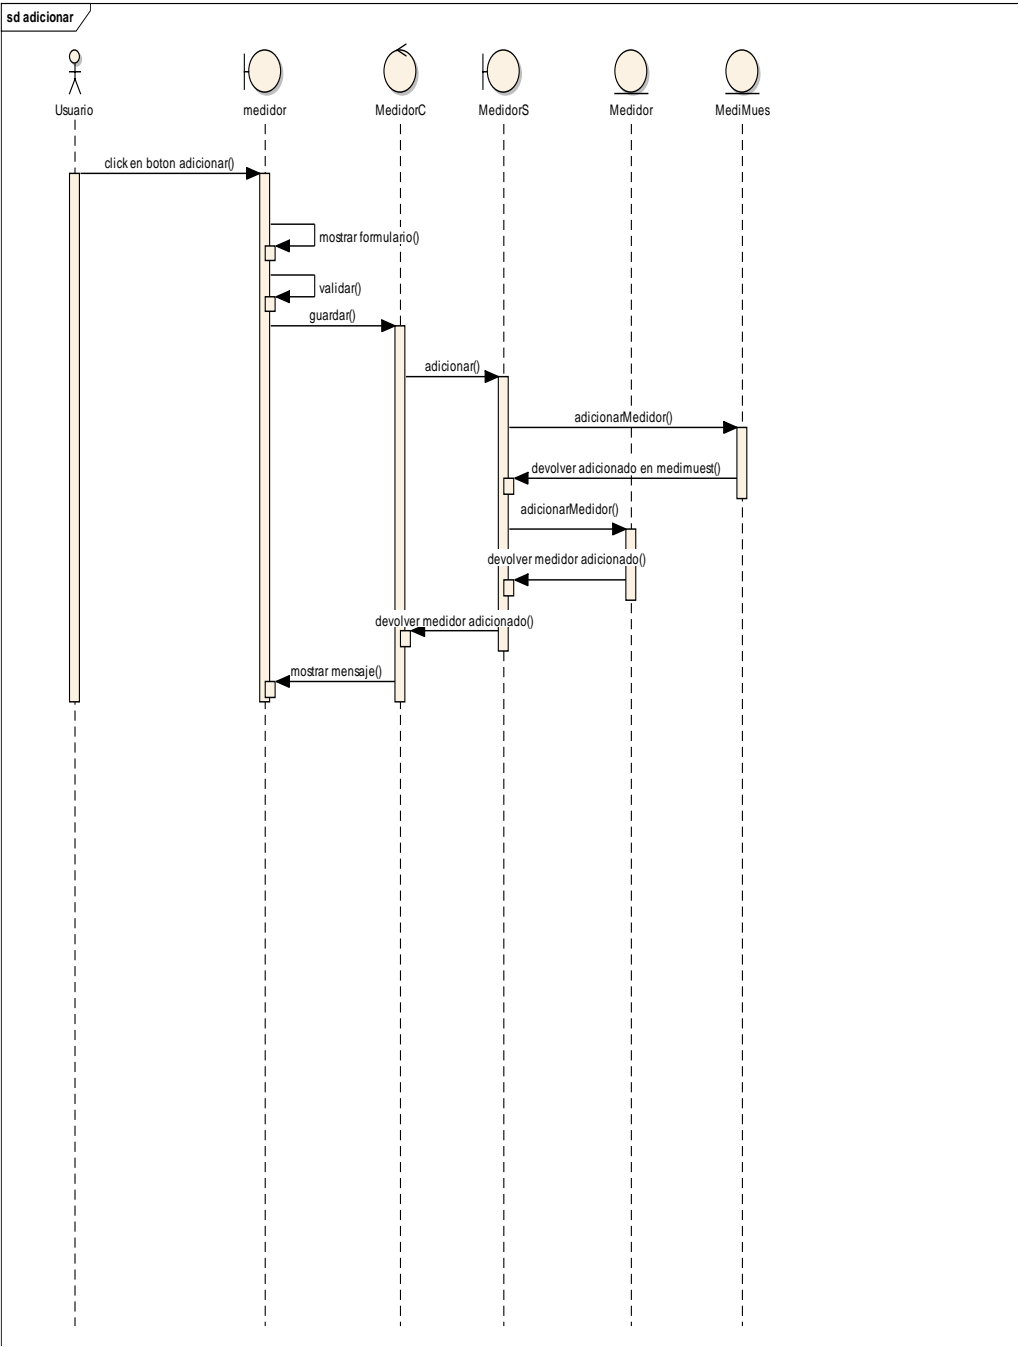 sd adicionar
Usuario
medidor
MedidorC
MedidorS
Medidor
MediMues
click en boton adicionar()
mostrar formulario()
validar()
guardar()
adicionar()
adicionarMedidor()
devolver adicionado en medimuest()
adicionarMedidor()
devolver medidor adicionado()
devolver medidor adicionado()
mostrar mensaje()